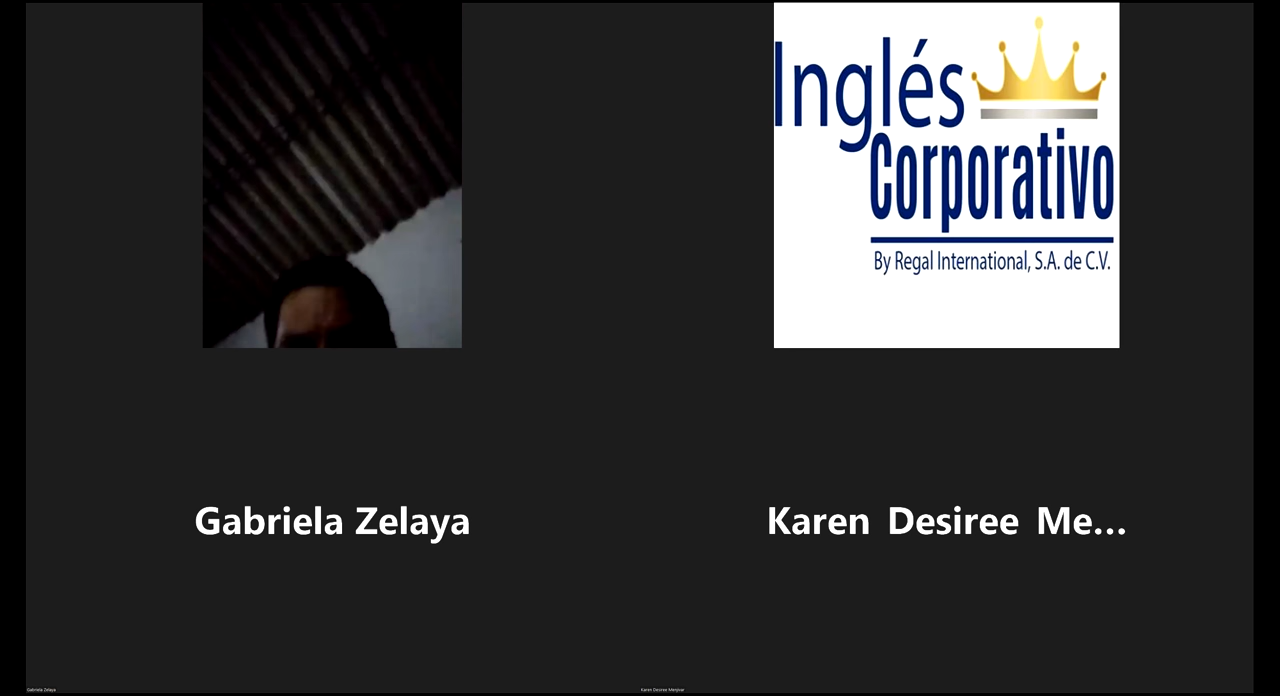 Inglés
Corporativo
By Regal International, S.A. de C.V.
Gabriela Zelaya
Karen Desiree Me...
Gabriela Zelaya
Karen Desiree Menjivar